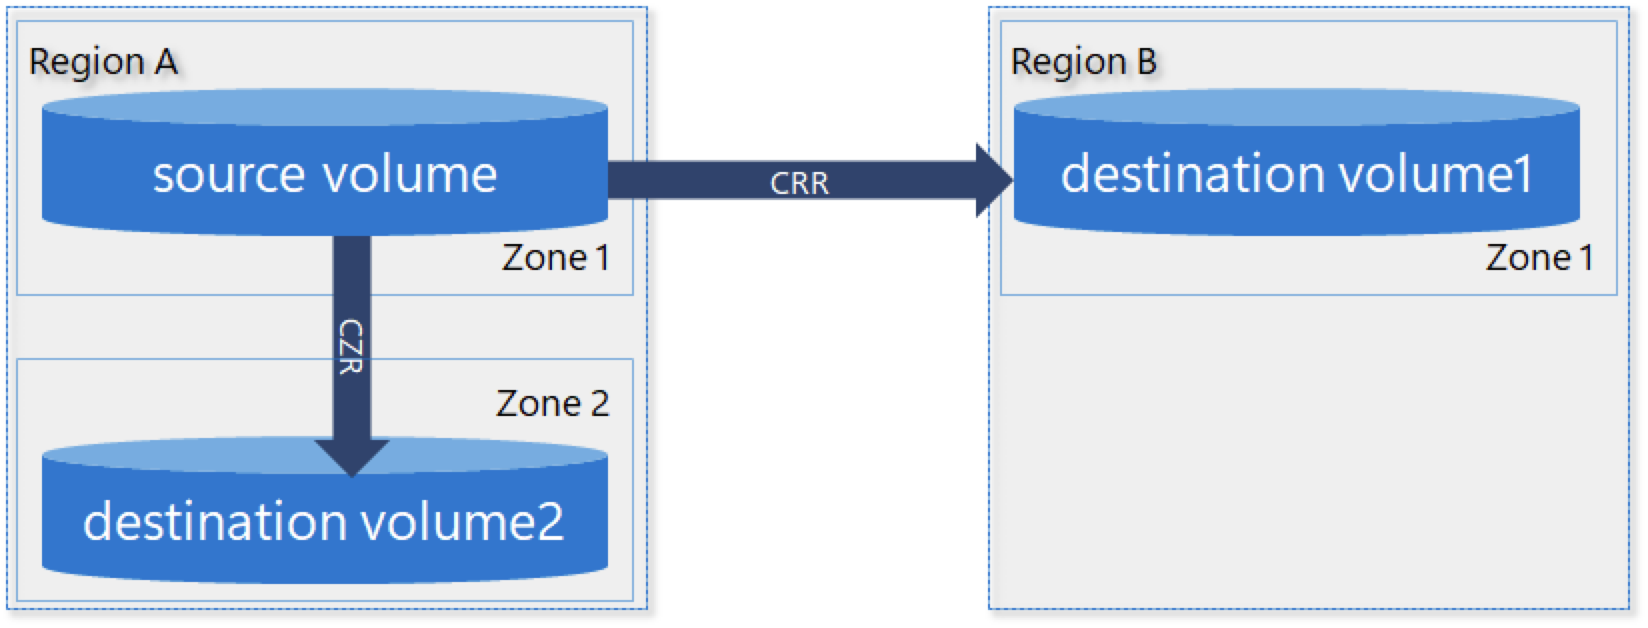 Region A
source volume
Zone 1
CZR
Zone 2
destination volume2
CRR
Region B
destination volume1
Zone 1